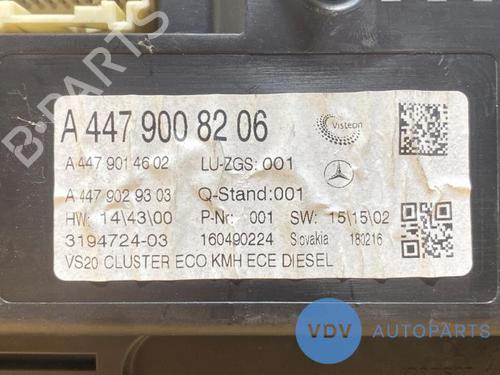 A 447 900 82 06
Visteon
A 447 901 46 02 LU-ZGS: 001
A 447 902 93 03 Q-Stand:001
HW: 14/43/00 P-Nr: 001 SW: 15/15/02
3194724-03 160490224 Slovakia 180216
VS20 CLUSTER ECO KMH ECE DIESEL
B-PARTS
VDV AUTOPARTS